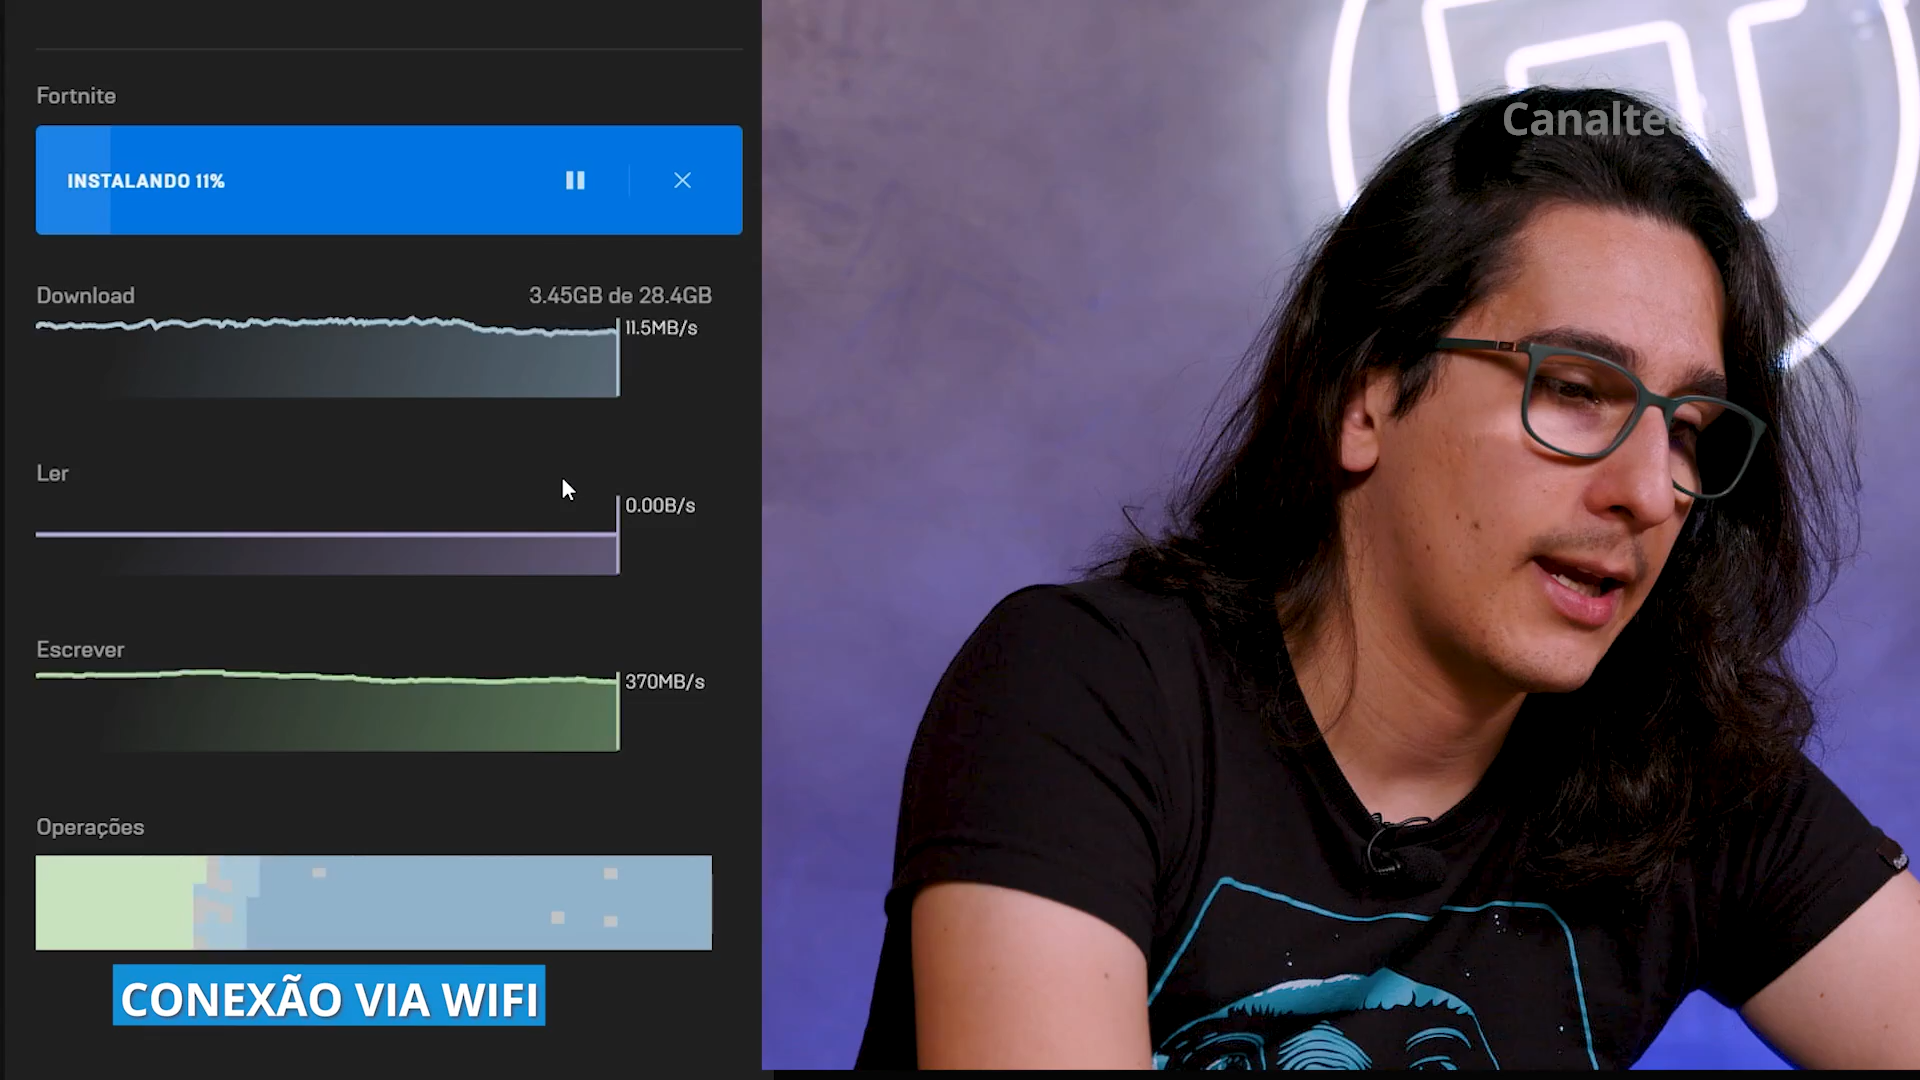 Fortnite
INSTALANDO 11%
Download
3.45GB de 28.4GB
11.5MB/s
Ler
0.00B/s
Escrever
370MB/s
Operações
CONEXÃO VIA WIFI
Canaltech